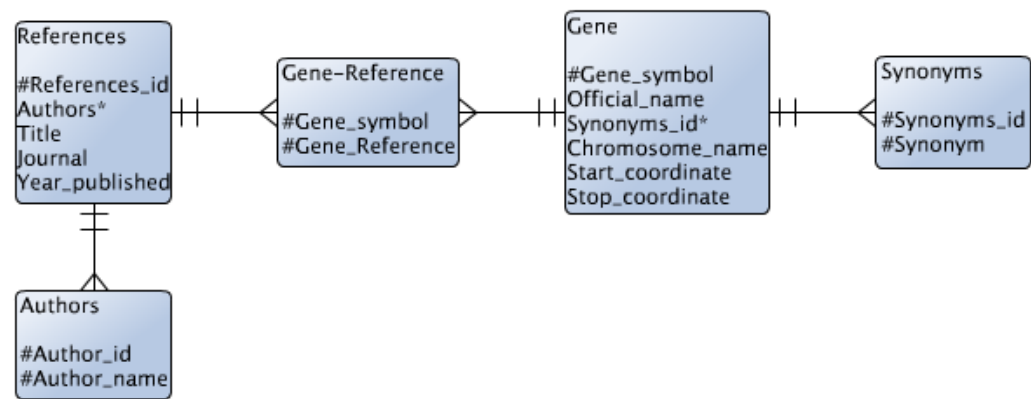 References
#References_id
Authors*
Title
Journal
Year_published
Gene-Reference
#Gene_symbol
#Gene_Reference
Gene
#Gene_symbol
Official_name
Synonyms_id*
Chromosome_name
Start_coordinate
Stop_coordinate
Synonyms
#Synonyms_id
#Synonym
Authors
#Author_id
#Author_name